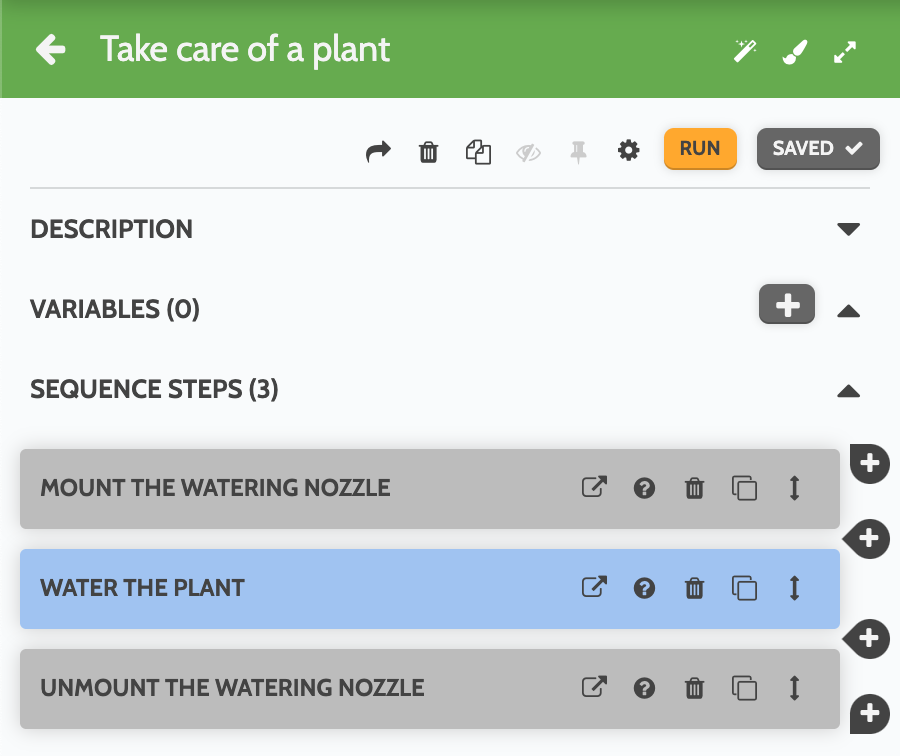 Take care of a plant
RUN
SAVED
DESCRIPTION
VARIABLES (0)
SEQUENCE STEPS (3)
MOUNT THE WATERING NOZZLE
WATER THE PLANT
UNMOUNT THE WATERING NOZZLE